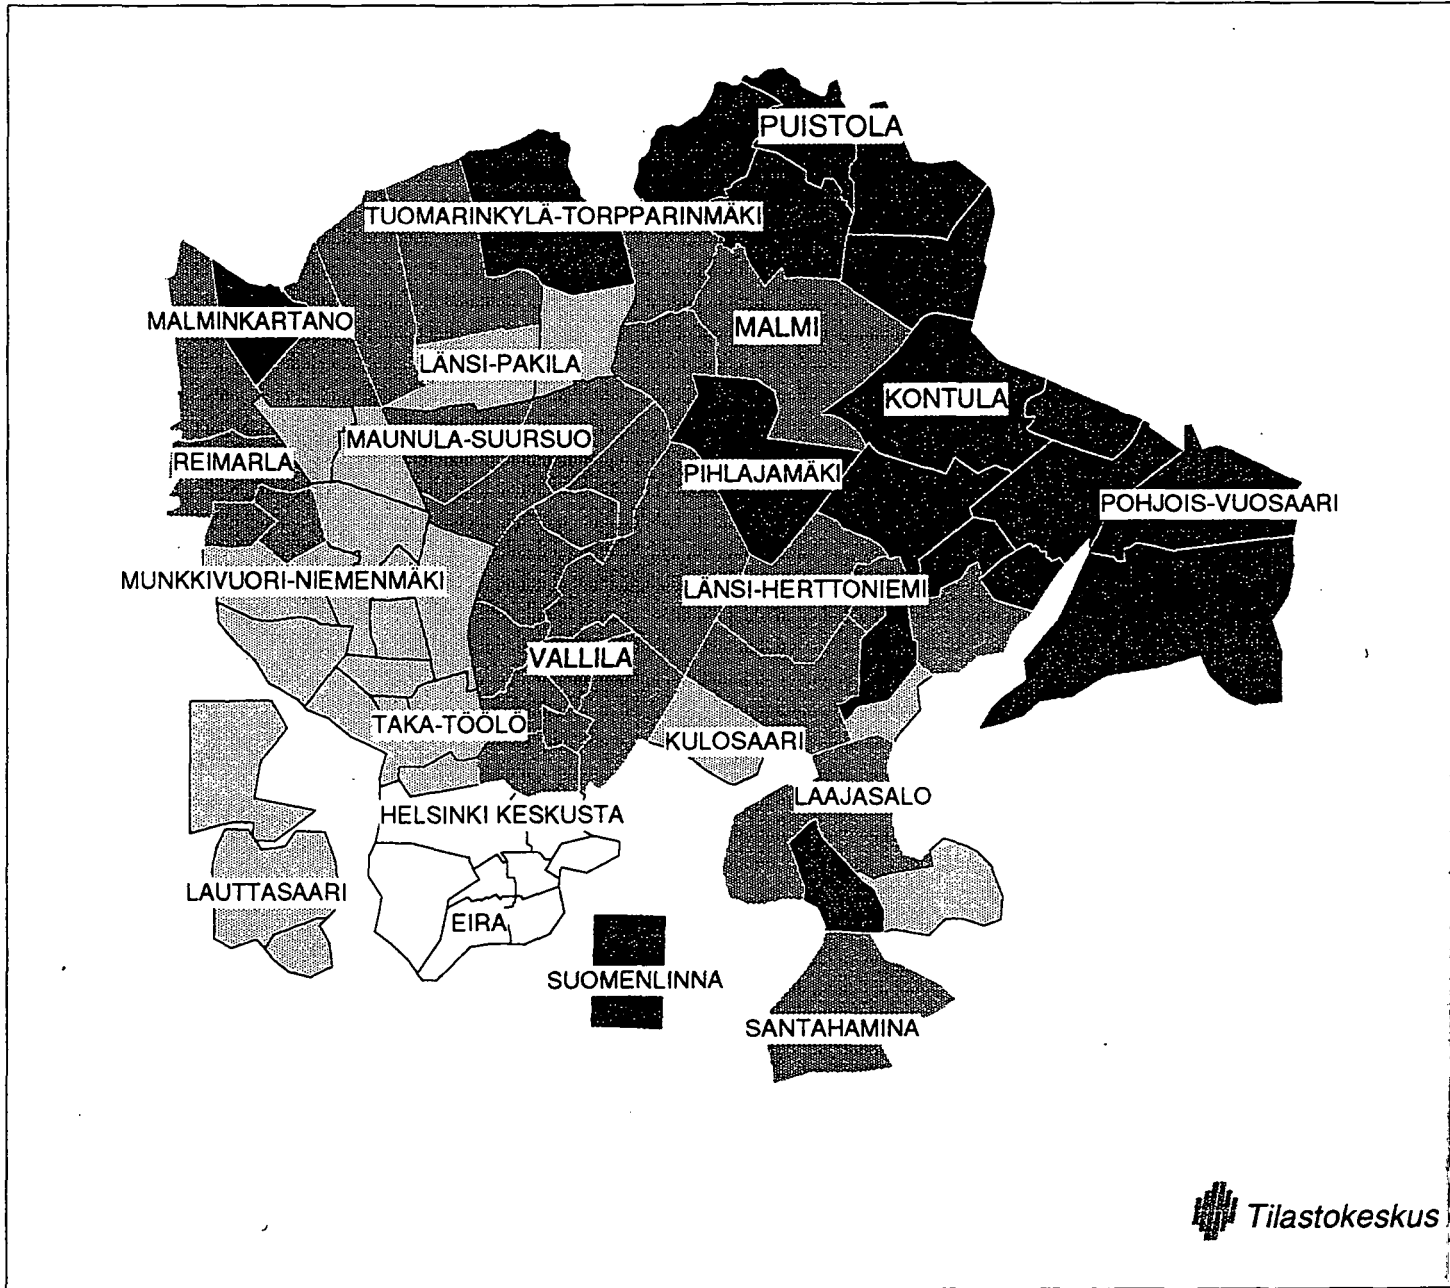 PUISTOLA
TUOMARINKYLÄ-TORPPARINMÄKI
MALMINKARTANO
MALMI
LÄNSI-PAKILA
KONTULA
MAUNULA-SUURSUO
REIMARLA
PIHLAJAMÄKI
POHJOIS-VUOSAARI
MUNKKIVUORI-NIEMENMÄKI
LÄNSI-HERTTONIEMI
VALLILA
TAKA-TÖÖLÖ
KULOSAARI
LAAJASALO
HELSINKI KESKUSTA
LAUTTASAARI
EIRA
SUOMENLINNA
SANTAHAMINA
Tilastokeskus